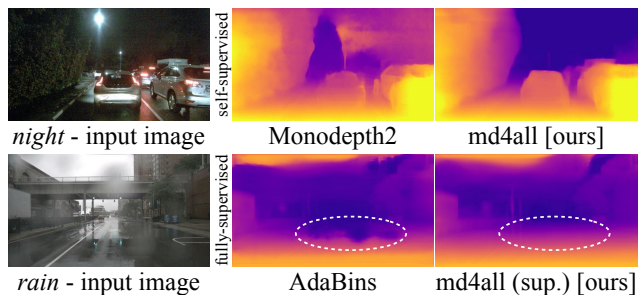 self-supervised
night - input image
Monodepth2
md4all [ours]
fully-supervised
rain - input image
AdaBins
md4all (sup.) [ours]